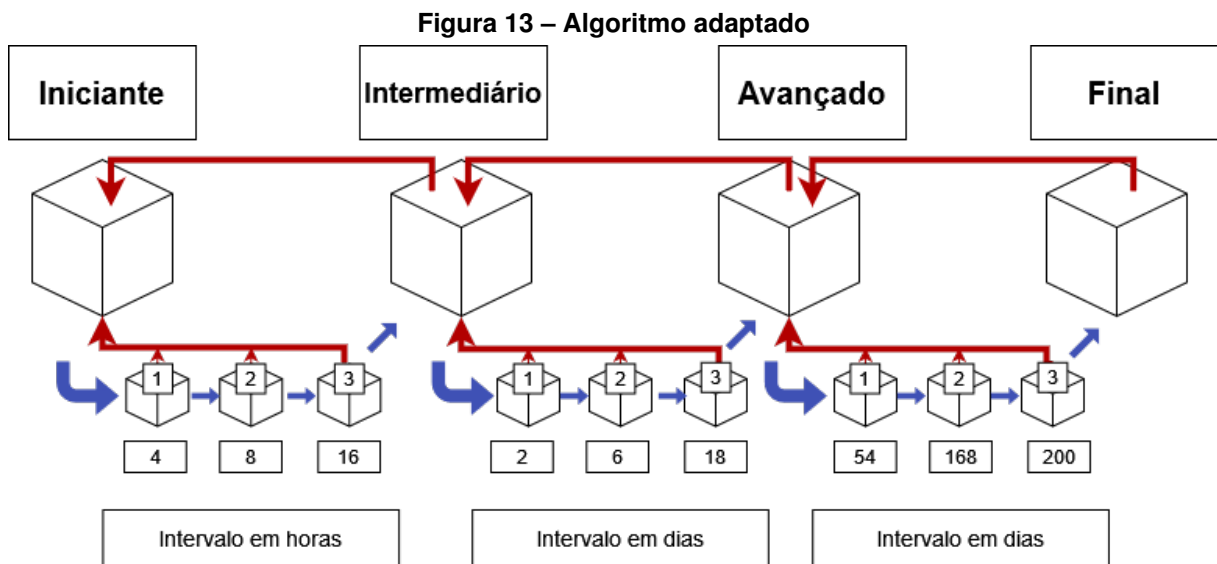 Figura 13 – Algoritmo adaptado
Iniciante Intermediário Avançado Final
1 2 3 1 2 3 1 2 3
4 8 16 2 6 18 54 168 200
Intervalo em horas Intervalo em dias Intervalo em dias